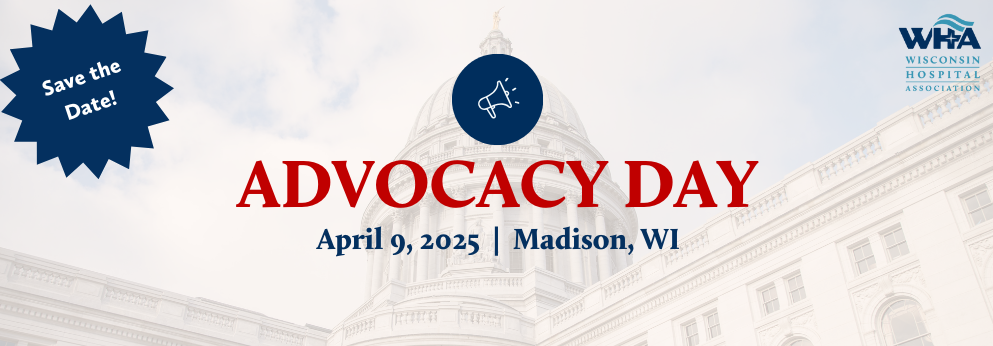 Save the
Date!
WHA
WISCONSIN
HOSPITAL
ASSOCIATION
ADVOCACY DAY
April 9, 2025 | Madison, WI